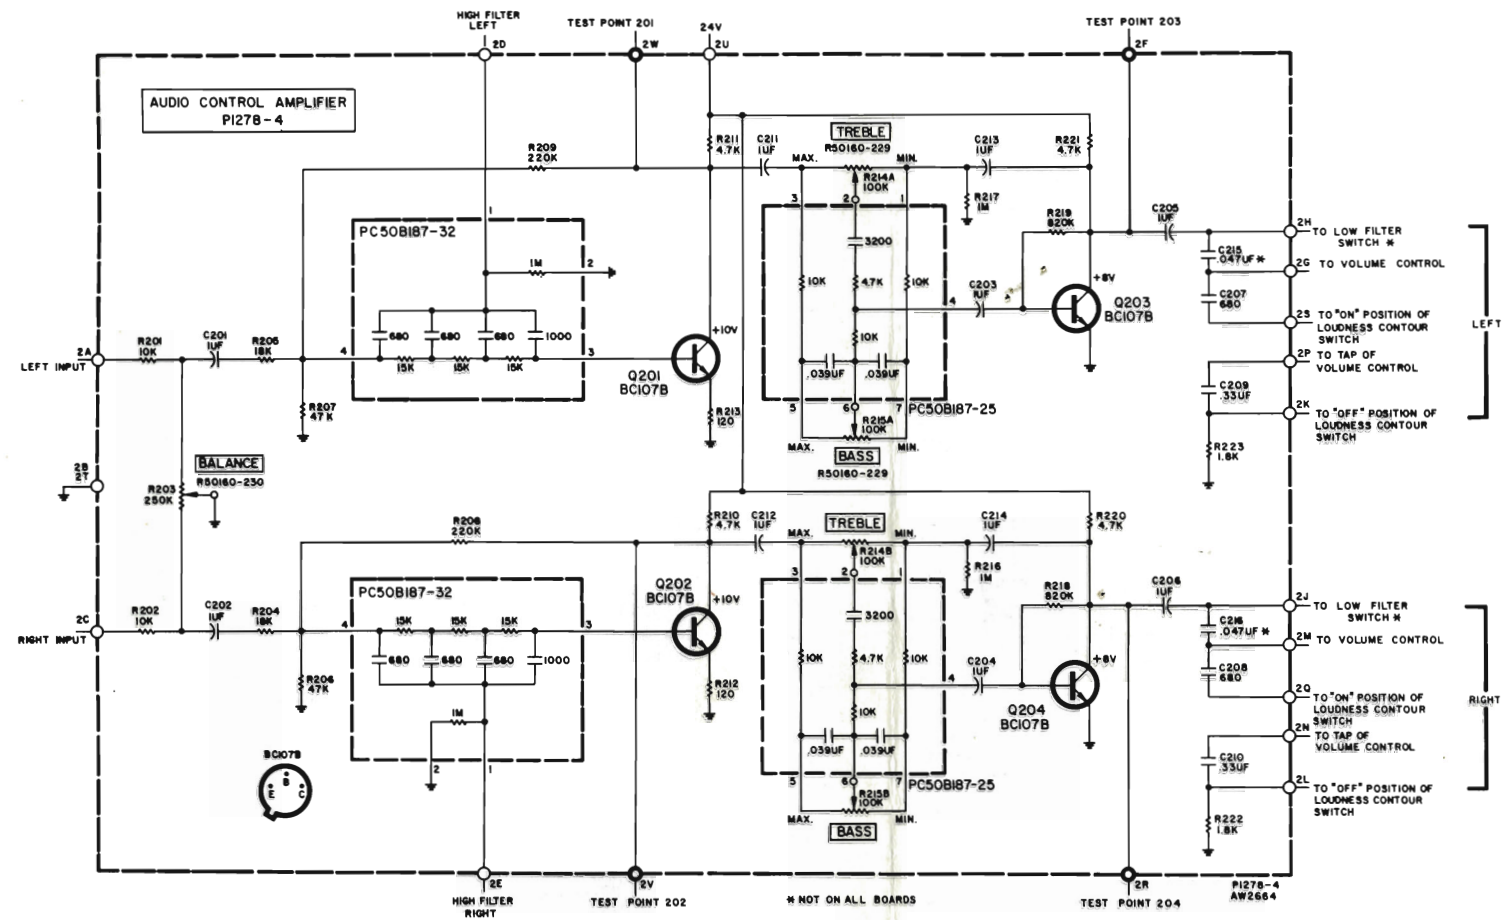 HIGH FILTER
LEFT
TEST POINT 201
24V
TEST POINT 203
2D
2W
2U
2F
AUDIO CONTROL AMPLIFIER
P1278-4
R209
220K
R211
4.7K
C211
1UF
TREBLE
R50160-229
MAX.
MIN.
R214A
100K
C213
1UF
R221
4.7K
R217
1M
3
2
1
1
PC50B187-32
1M
2
3200
10K
4.7K
10K
R219
820K
C205
1UF
2H
TO LOW FILTER
SWITCH *
C215
.047UF *
2G
TO VOLUME CONTROL
C203
1UF
+8V
4
Q203
BC107B
C207
680
2S
TO "ON" POSITION OF
LOUDNESS CONTOUR
SWITCH
LEFT
680
680
680
1000
+10V
10K
2A
LEFT INPUT
R201
10K
C201
1UF
R205
18K
4
3
15K
15K
15K
Q201
BC107B
.039UF
.039UF
2P
TO TAP OF
VOLUME CONTROL
C209
.33UF
R207
47K
R213
120
5
6
7
PC50B187-25
R215A
100K
2K
TO "OFF" POSITION OF
LOUDNESS CONTOUR
SWITCH
MAX.
MIN.
BASS
R50160-229
R223
1.8K
2B
2T
BALANCE
R50160-230
R203
250K
R208
220K
R210
4.7K
C212
1UF
TREBLE
MAX.
MIN.
R214B
100K
C214
1UF
R220
4.7K
R216
1M
3
2
1
PC50B187-32
Q202
BC107B
+10V
3200
R218
820K
C206
1UF
2J
TO LOW FILTER
SWITCH *
2C
RIGHT INPUT
R202
10K
C202
1UF
R204
18K
4
15K
15K
15K
3
C216
.047UF *
2M
TO VOLUME CONTROL
680
680
680
1000
10K
4.7K
10K
C204
1UF
+8V
4
C208
680
R206
47K
R212
120
Q204
BC107B
2Q
TO "ON" POSITION OF
LOUDNESS CONTOUR
SWITCH
RIGHT
1M
10K
.039UF
.039UF
2N
TO TAP OF
VOLUME CONTROL
C210
.33UF
BC107B
B
E
C
2
1
5
6
7
PC50B187-25
R215B
100K
2L
TO "OFF" POSITION OF
LOUDNESS CONTOUR
SWITCH
MAX.
MIN.
BASS
R222
1.8K
2E
2V
2R
HIGH FILTER
RIGHT
TEST POINT 202
* NOT ON ALL BOARDS
TEST POINT 204
P1278-4
AW2664